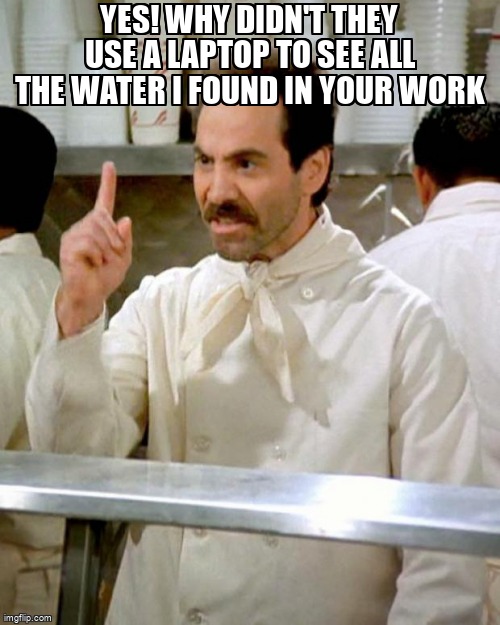 YES! WHY DIDN'T THEY
USE A LAPTOP TO SEE ALL
THE WATER I FOUND IN YOUR WORK
imgflip.com